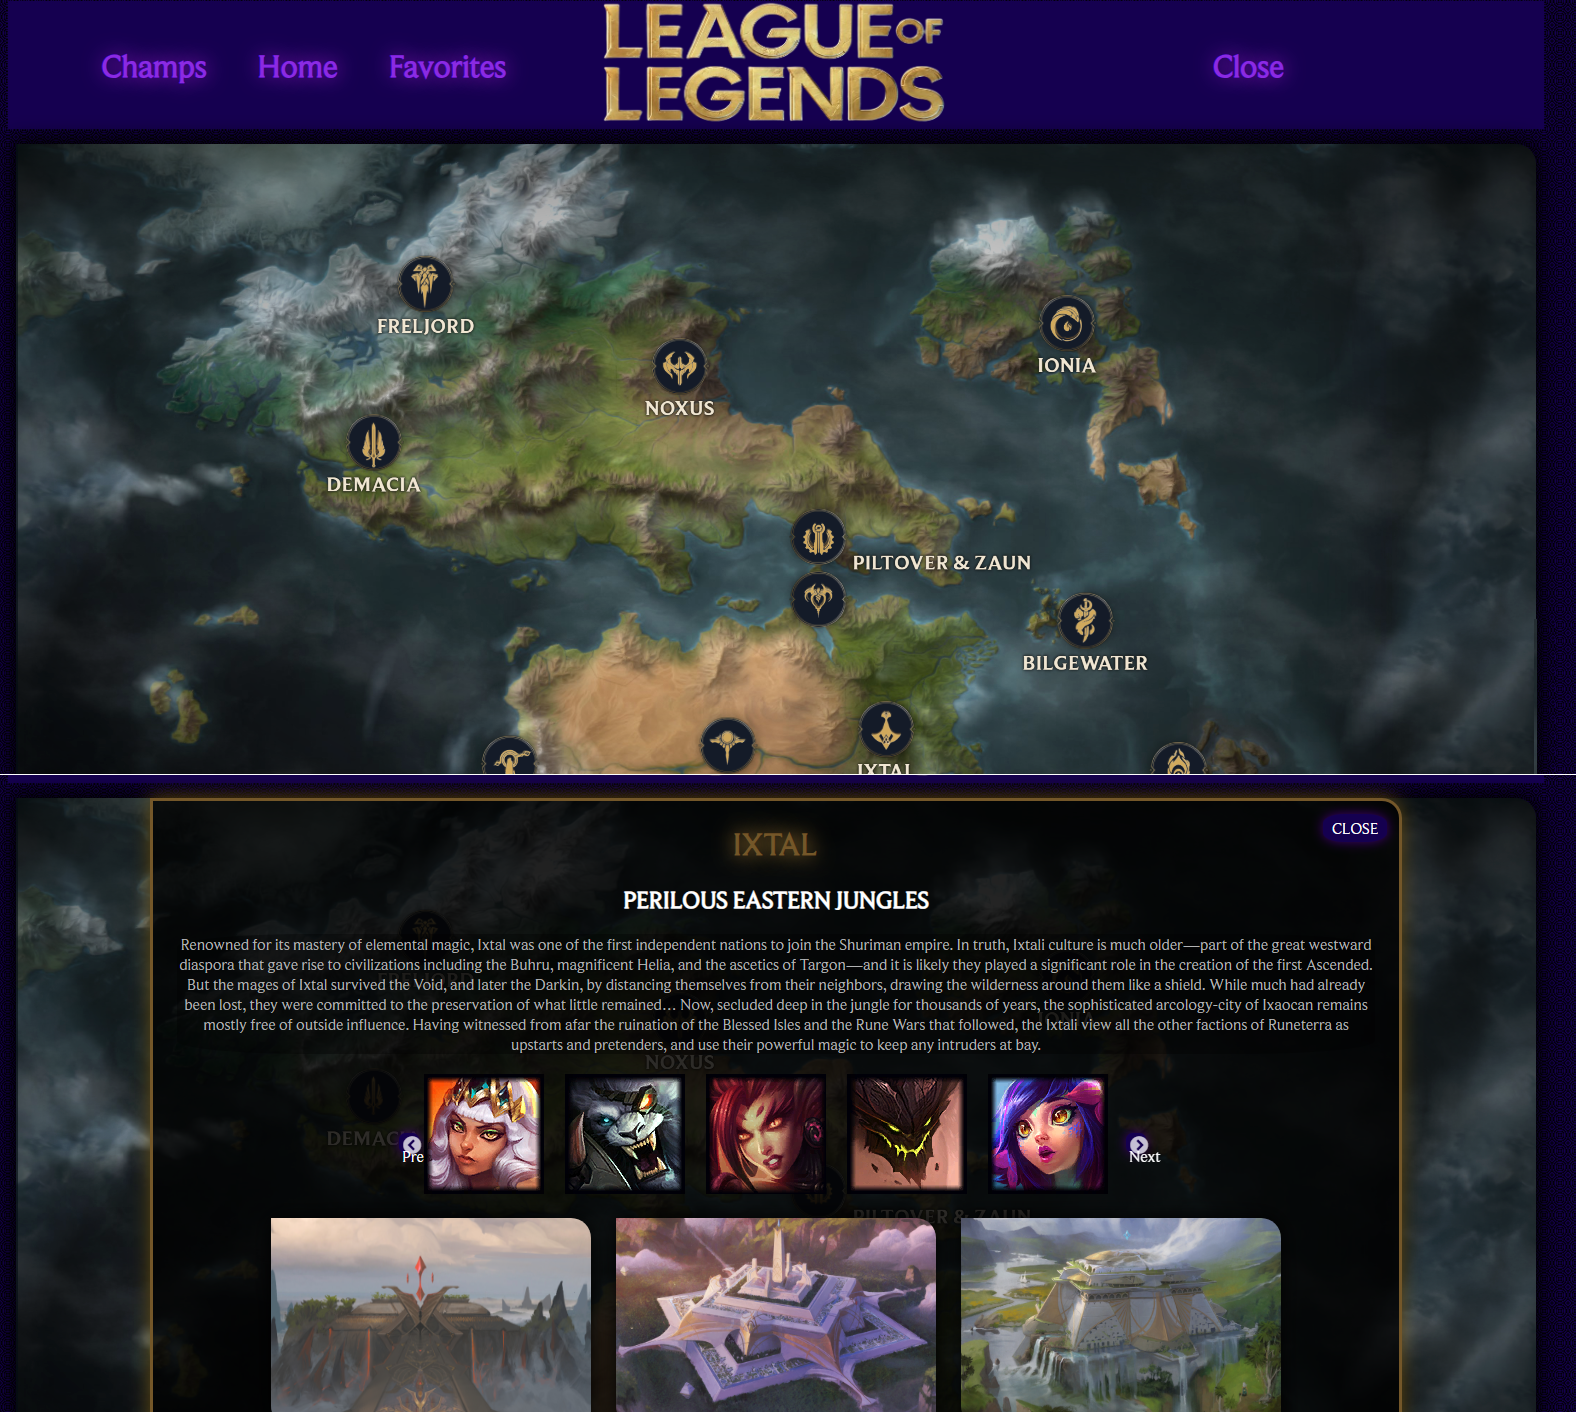 LEAGUE OF
LEGENDS
Champs
Home
Favorites
Close
FRELJORD
IONIA
NOXUS
DEMACIA
PILTOVER & ZAUN
BILGEWATER
IXTAL
IXTAL
CLOSE
PERILOUS EASTERN JUNGLES
Renowned for its mastery of elemental magic, Ixtal was one of the first independent nations to join the Shuriman empire. In truth, Ixtali culture is much older—part of the great westward
diaspora that gave rise to civilizations including the Buhru, magnificent Helia, and the ascetics of Targon—and it is likely they played a significant role in the creation of the first Ascended.
But the mages of Ixtal survived the Void, and later the Darkin, by distancing themselves from their neighbors, drawing the wilderness around them like a shield. While much had already
been lost, they were committed to the preservation of what little remained... Now, secluded deep in the jungle for thousands of years, the sophisticated arcology-city of Ixaocan remains
mostly free of outside influence. Having witnessed from afar the ruination of the Blessed Isles and the Rune Wars that followed, the Ixtali view all the other factions of Runeterra as
upstarts and pretenders, and use their powerful magic to keep any intruders at bay.
FRELJORD
IONIA
NOXUS
DEMAC
Pre
Next
PILTOVER & ZAUN